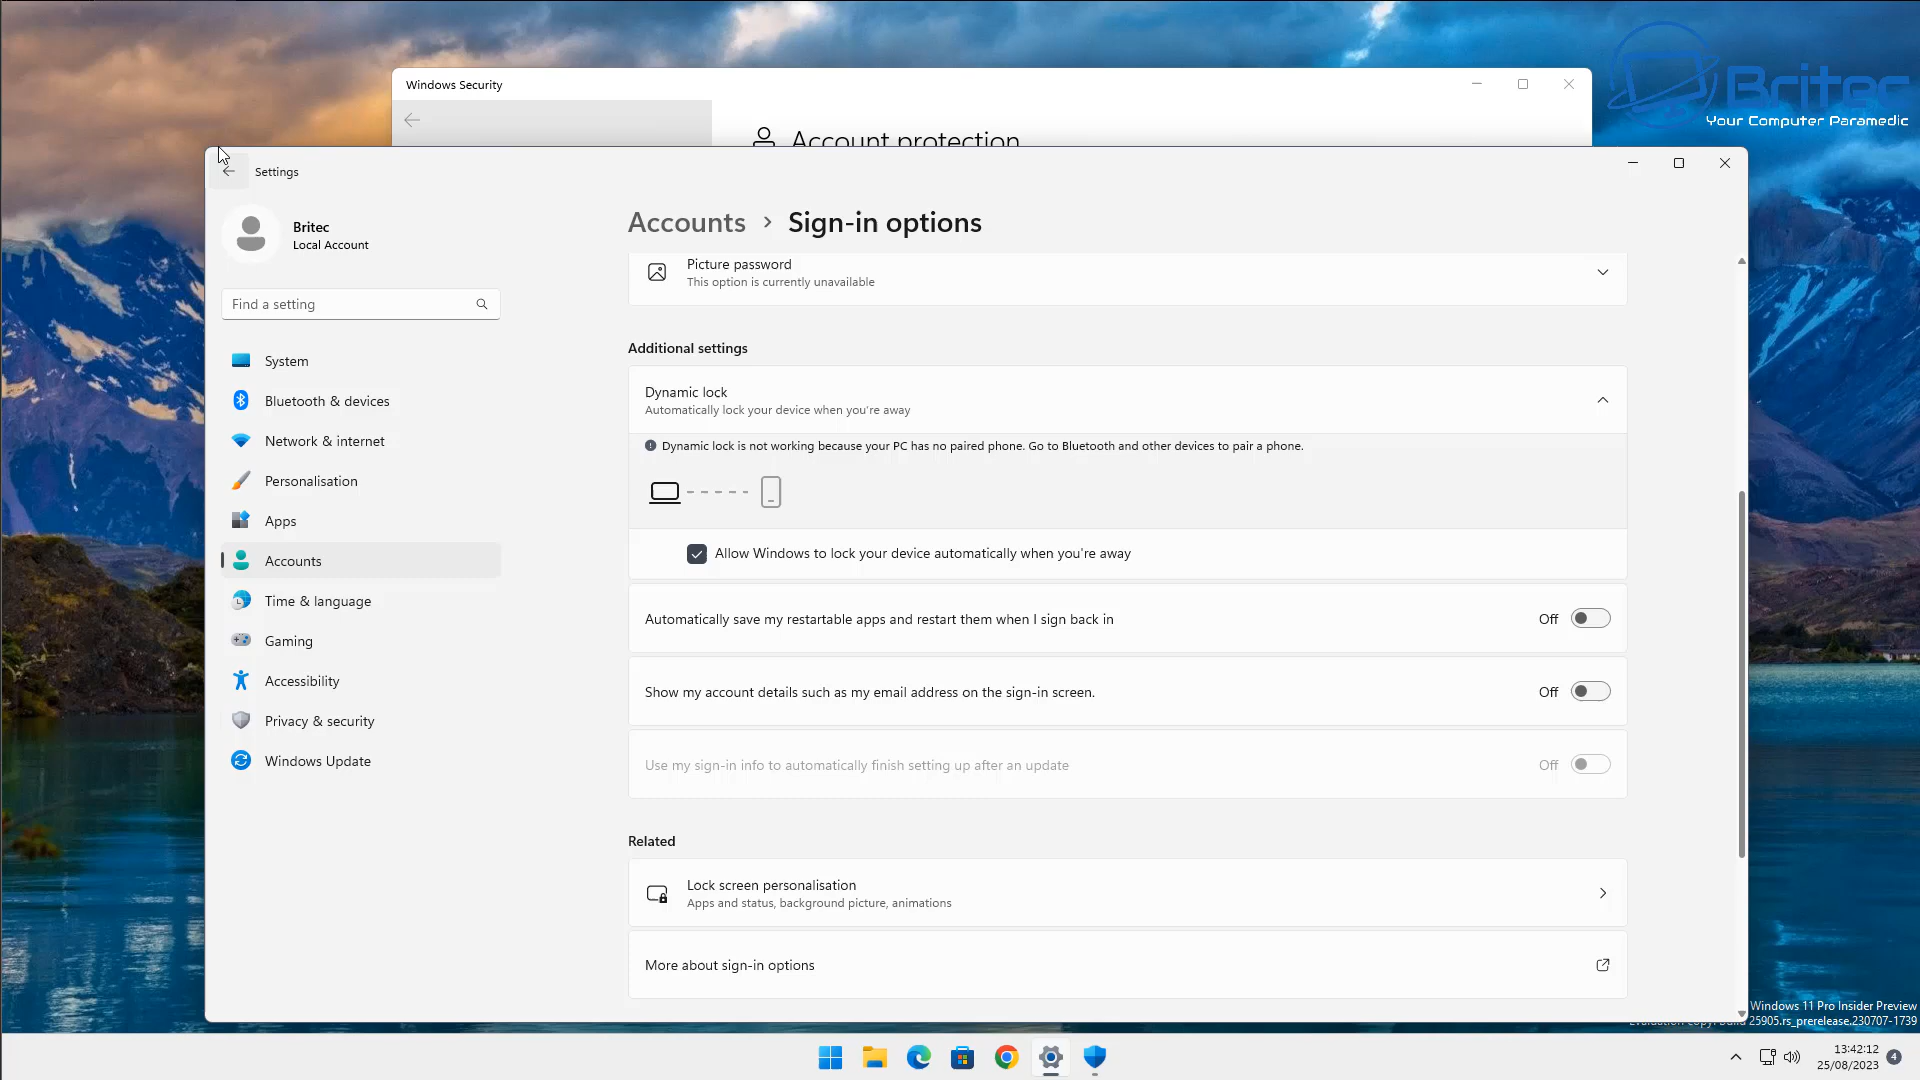 Windows Security
Account protection
Britec
Your Computer Paramedic
Settings
Britec
Local Account
Find a setting
System
Bluetooth & devices
Network & internet
Personalisation
Apps
Accounts
Time & language
Gaming
Accessibility
Privacy & security
Windows Update
Accounts > Sign-in options
Picture password
This option is currently unavailable
Additional settings
Dynamic lock
Automatically lock your device when you're away
Dynamic lock is not working because your PC has no paired phone. Go to Bluetooth and other devices to pair a phone.
Allow Windows to lock your device automatically when you're away
Automatically save my restartable apps and restart them when I sign back in Off
Show my account details such as my email address on the sign-in screen. Off
Use my sign-in info to automatically finish setting up after an update Off
Related
Lock screen personalisation
Apps and status, background picture, animations
More about sign-in options
Windows 11 Pro Insider Preview
Evaluation copy. Build 25905.rs_prerelease.230707-1739
13:42:12
25/08/2023
4